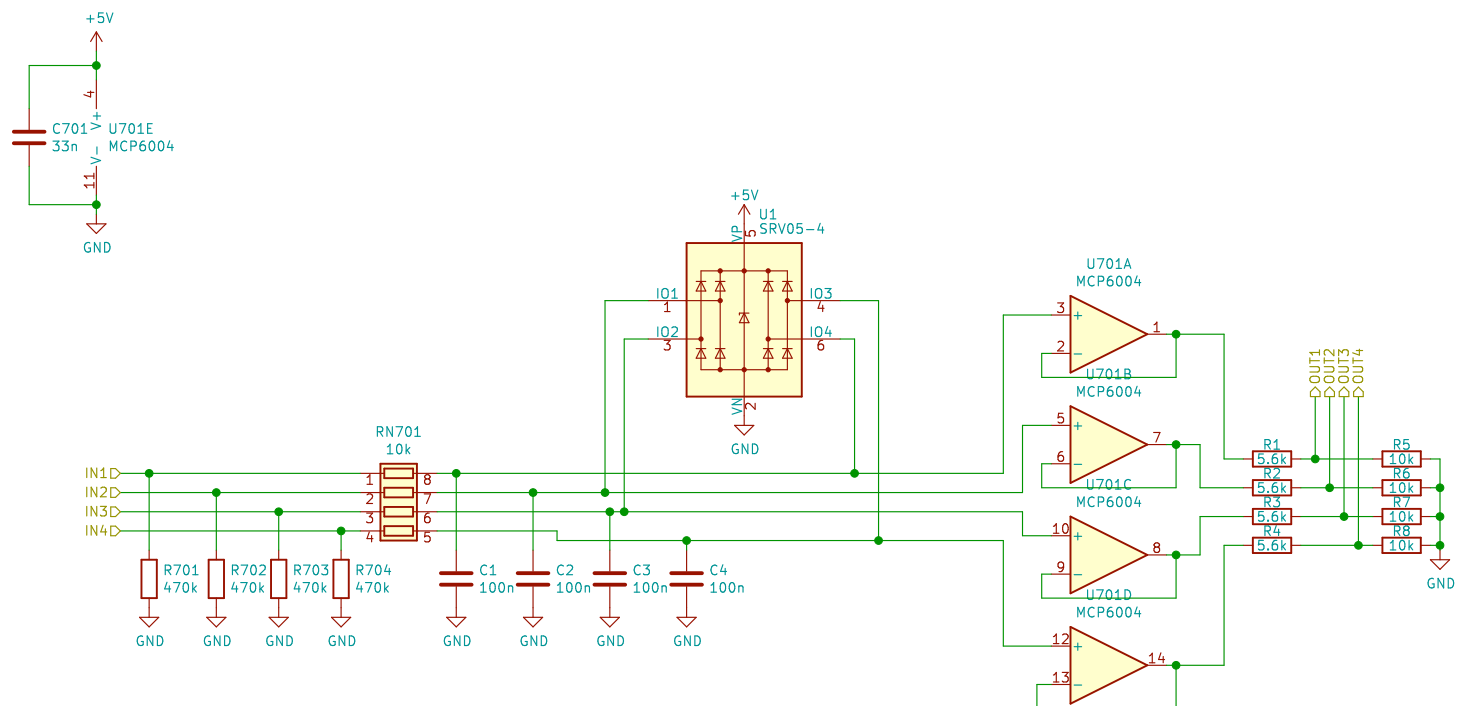 +5V
4
V+
C701
33n
U701E
MCP6004
V-
11
GND
+5V
U1
SRV05-4
VP
5
IO1
1
IO2
3
IO3
4
IO4
6
VN
2
GND
RN701
10k
IN1
IN2
IN3
IN4
1
2
3
4
8
7
6
5
R701
470k
R702
470k
R703
470k
R704
470k
C1
100n
C2
100n
C3
100n
C4
100n
GND
GND
GND
GND
GND
GND
GND
GND
U701A
MCP6004
3
+
2
-
1
U701B
MCP6004
5
+
6
-
7
U701C
MCP6004
10
+
9
-
8
U701D
MCP6004
12
+
13
-
14
OUT1
OUT2
OUT3
OUT4
R1
5.6k
R2
5.6k
R3
5.6k
R4
5.6k
R5
10k
R6
10k
R7
10k
R8
10k
GND